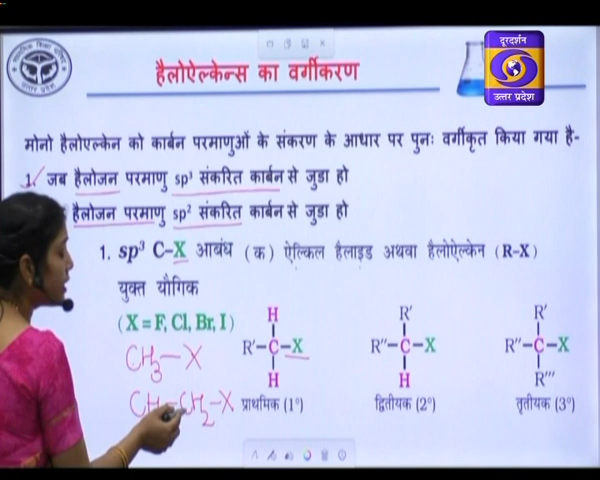 दूरदर्शन
उत्तर प्रदेश
हैलोऐल्केन्स का वर्गीकरण
मोनो हैलोएल्केन को कार्बन परमाणुओं के संकरण के आधार पर पुनः वर्गीकृत किया गया है-
1. जब हैलोजन परमाणु sp³ संकरित कार्बन से जुडा हो
हैलोजन परमाणु sp² संकरित कार्बन से जुडा हो
1. sp³ C–X आबंध (क) ऐल्किल हैलाइड अथवा हैलोऐल्केन (R-X)
युक्त यौगिक
(X = F, Cl, Br, I)
CH₃—X
CH₃—CH₂—X
H
R'–C–X
H
प्राथमिक (1°)
R'
R''–C–X
H
द्वितीयक (2°)
R'
R''–C–X
R'''
तृतीयक (3°)